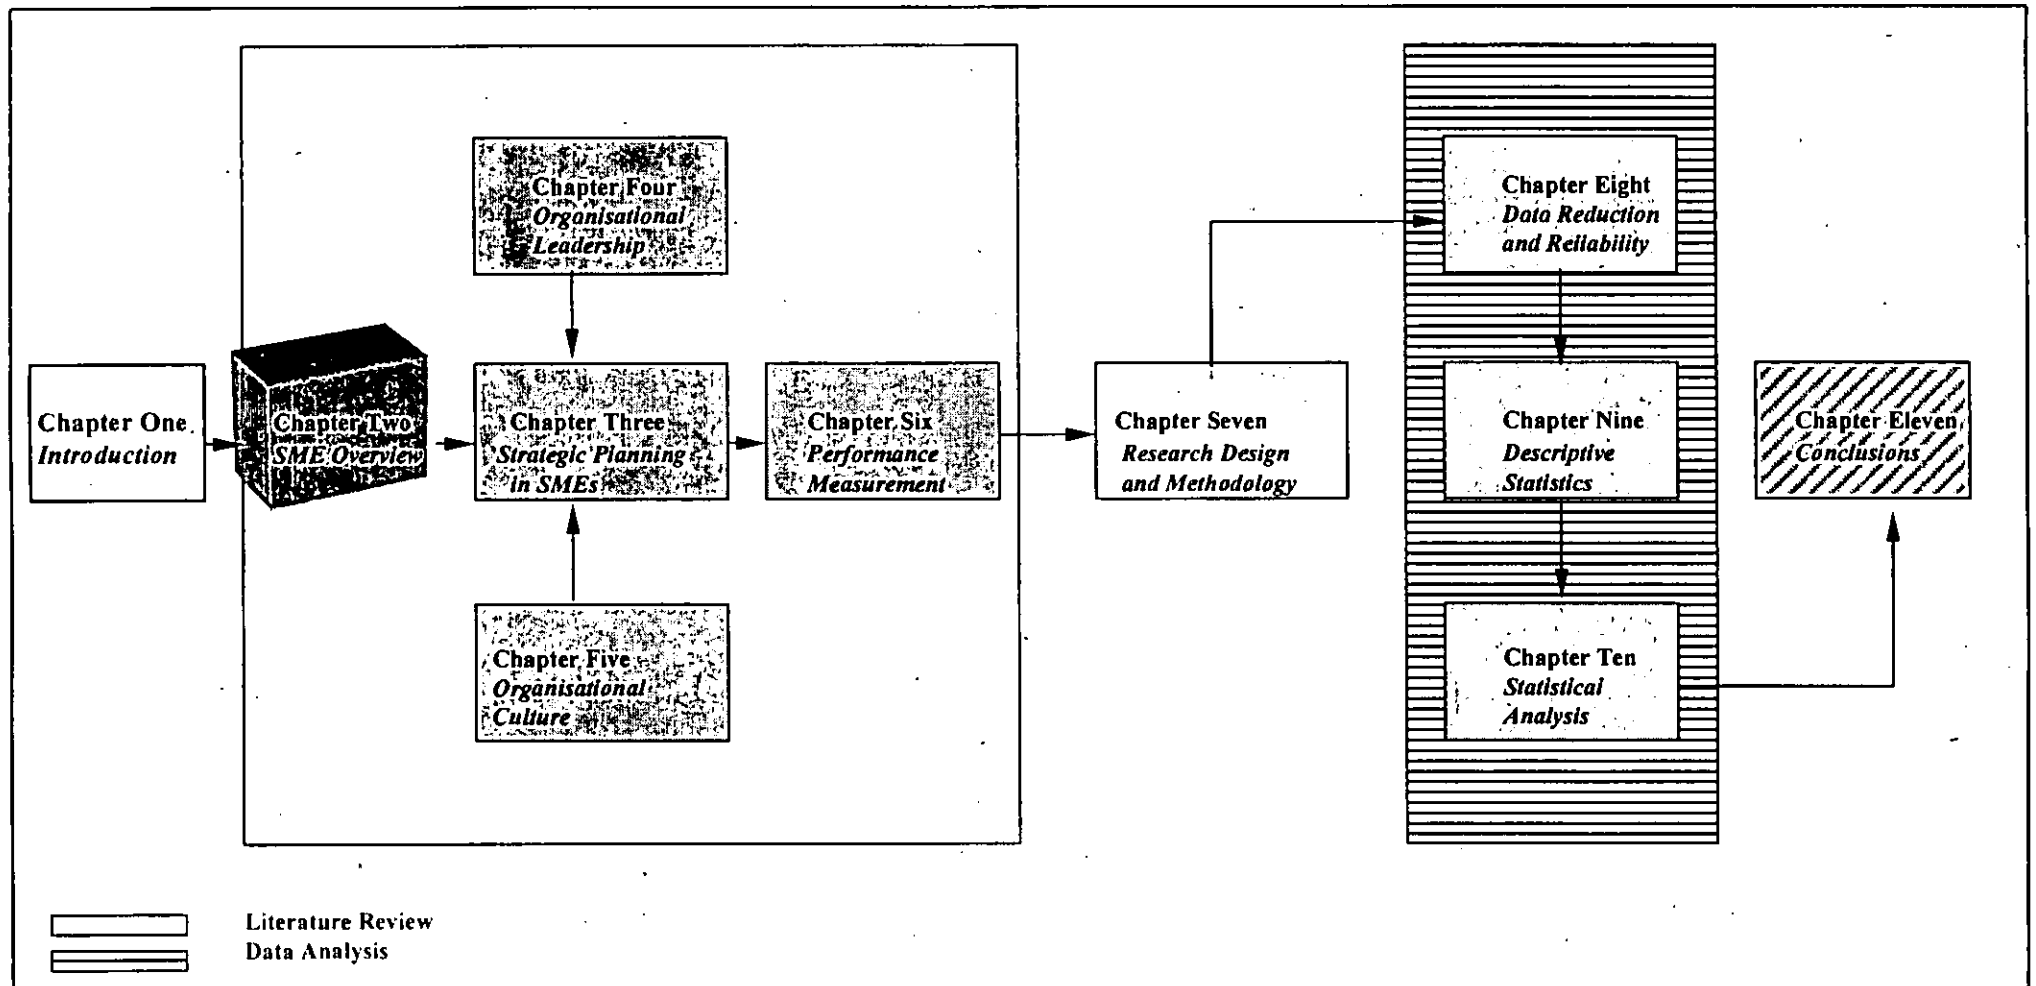 Chapter One
Introduction
Chapter Two
SME Overview
Chapter Four
Organisational
Leadership
Chapter Three
Strategic Planning
in SMEs
Chapter Five
Organisational
Culture
Chapter Six
Performance
Measurement
Chapter Seven
Research Design
and Methodology
Chapter Eight
Data Reduction
and Reliability
Chapter Nine
Descriptive
Statistics
Chapter Ten
Statistical
Analysis
Chapter Eleven
Conclusions
Literature Review
Data Analysis